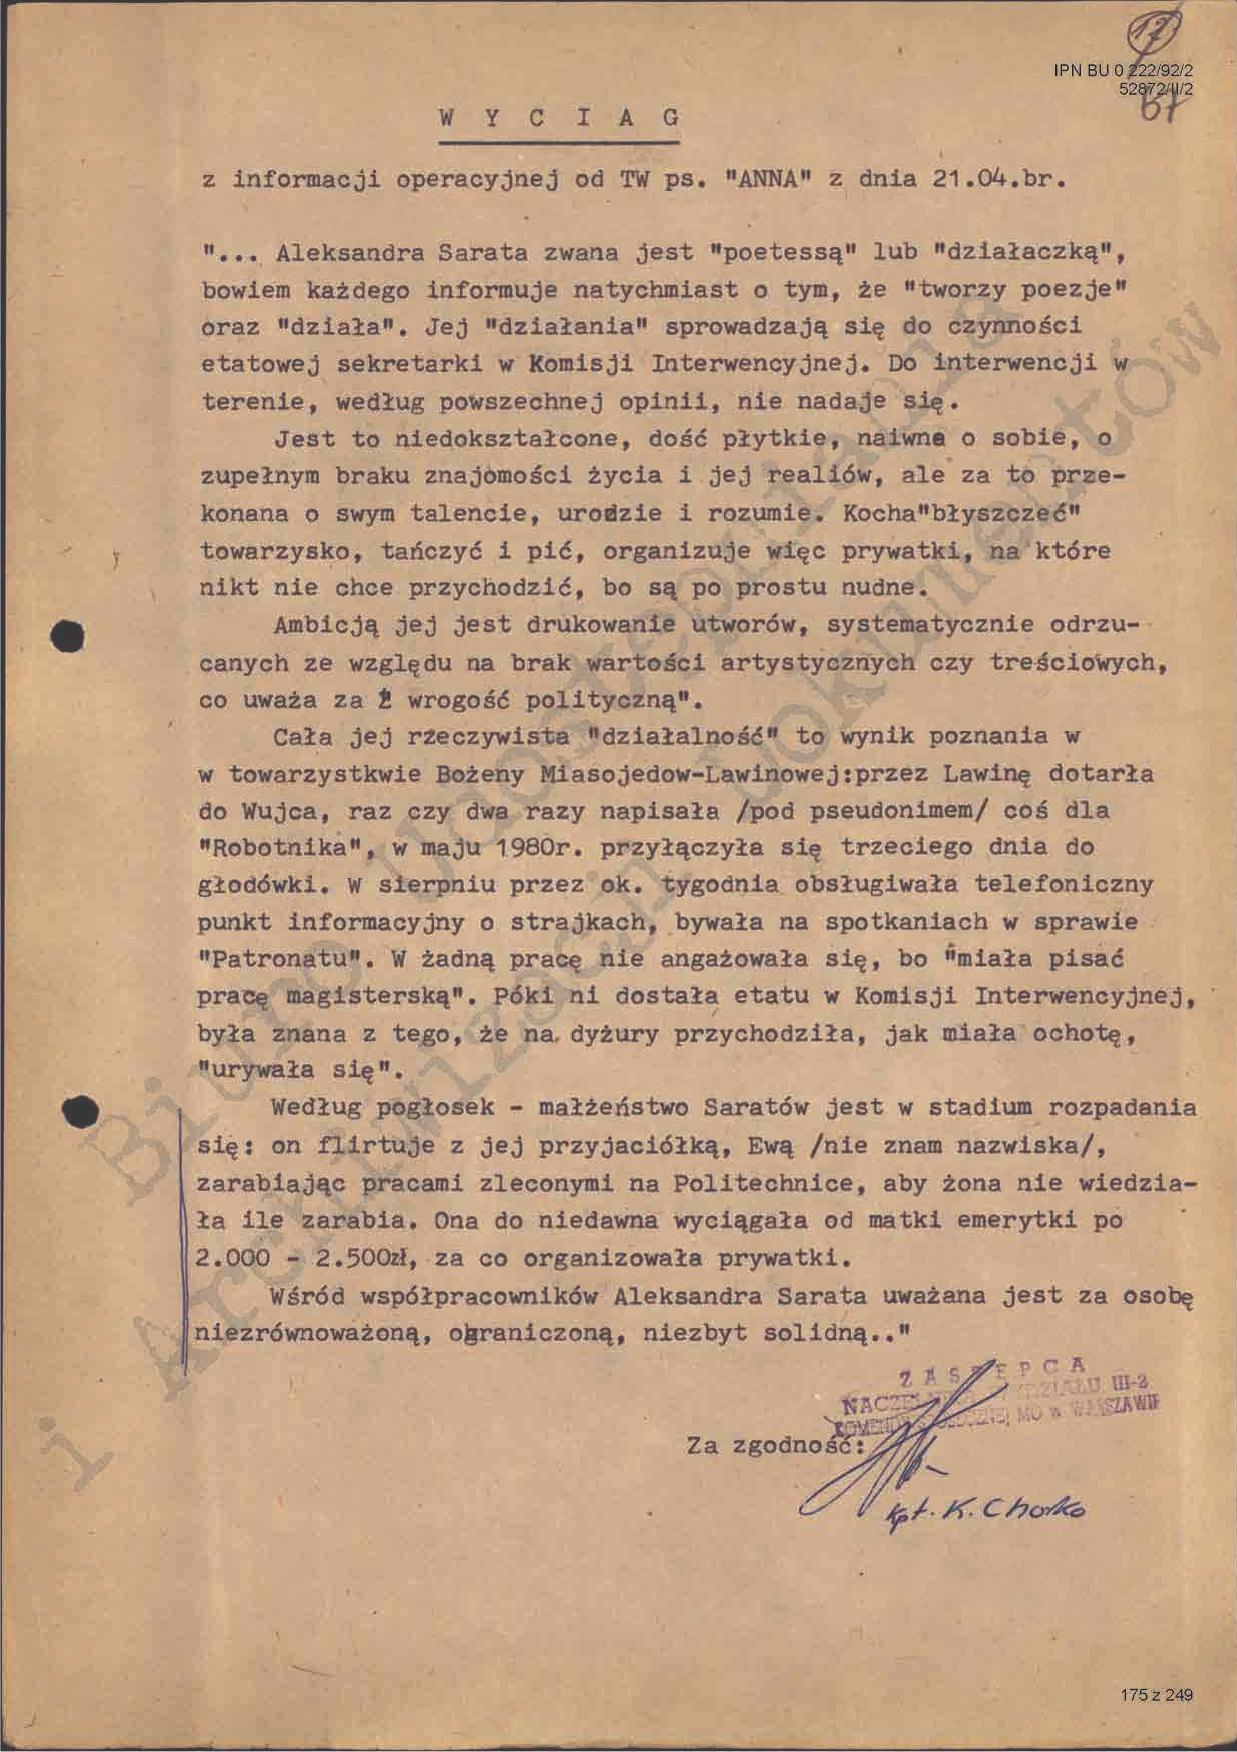 17
IPN BU 0 222/92/2
52872/II/2
67
W Y C I A G
z informacji operacyjnej od TW ps. "ANNA" z dnia 21.04.br.
"... Aleksandra Sarata zwana jest "poetessą" lub "działaczką",
bowiem każdego informuje natychmiast o tym, że "tworzy poezje"
oraz "działa". Jej "działania" sprowadzają się do czynności
etatowej sekretarki w Komisji Interwencyjnej. Do interwencji w
terenie, według powszechnej opinii, nie nadaje się.
Jest to niedokształcone, dość płytkie, naiwne o sobie, o
zupełnym braku znajomości życia i jej realiów, ale za to prze-
konana o swym talencie, urodzie i rozumie. Kocha"błyszczeć"
towarzysko, tańczyć i pić, organizuje więc prywatki, na które
nikt nie chce przychodzić, bo są po prostu nudne.
Ambicją jej jest drukowanie utworów, systematycznie odrzu-
canych ze względu na brak wartości artystycznych czy treściowych,
co uważa za wrogość polityczną".
Cała jej rzeczywista "działalność" to wynik poznania w
w towarzystkwie Bożeny Miasojedow-Lawinowej:przez Lawinę dotarła
do Wujca, raz czy dwa razy napisała /pod pseudonimem/ coś dla
"Robotnika", w maju 1980r. przyłączyła się trzeciego dnia do
głodówki. W sierpniu przez ok. tygodnia obsługiwała telefoniczny
punkt informacyjny o strajkach, bywała na spotkaniach w sprawie
"Patronatu". W żadną pracę nie angażowała się, bo "miała pisać
pracę magisterską". Póki ni dostała etatu w Komisji Interwencyjnej,
była znana z tego, że na dyżury przychodziła, jak miała ochotę,
"urywała się".
Według pogłosek - małżeństwo Saratów jest w stadium rozpadania
się: on flirtuje z jej przyjaciółką, Ewą /nie znam nazwiska/,
zarabiając pracami zleconymi na Politechnice, aby żona nie wiedzia-
ła ile zarabia. Ona do niedawna wyciągała od matki emerytki po
2.000 - 2.500zł, za co organizowała prywatki.
Wśród współpracowników Aleksandra Sarata uważana jest za osobę
niezrównoważoną, ograniczoną, niezbyt solidną.."
ZASTĘPCA
NACZELNIKA WYDZIAŁU III-2
KOMENDY STOŁECZNEJ MO w WARSZAWIE
Za zgodność:
kpt. K. Chojko
Biuro Udostępniania
i Archiwizacji Dokumentów
175 z 249